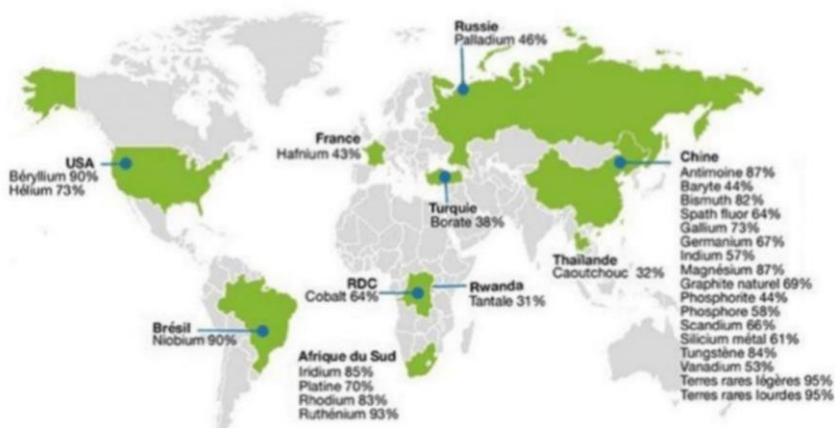 Russie
Palladium 46%
France
Hafnium 43%
USA
Béryllium 90%
Hélium 73%
Turquie
Borate 38%
Chine
Antimoine 87%
Baryte 44%
Bismuth 82%
Spath fluor 64%
Gallium 73%
Germanium 67%
Indium 57%
Magnésium 87%
Graphite naturel 69%
Phosphorite 44%
Phosphore 58%
Scandium 66%
Silicium métal 61%
Tungstène 84%
Vanadium 53%
Terres rares légères 95%
Terres rares lourdes 95%
Thaïlande
Caoutchouc 32%
RDC
Cobalt 64%
Rwanda
Tantale 31%
Brésil
Niobium 90%
Afrique du Sud
Iridium 85%
Platine 70%
Rhodium 83%
Ruthénium 93%